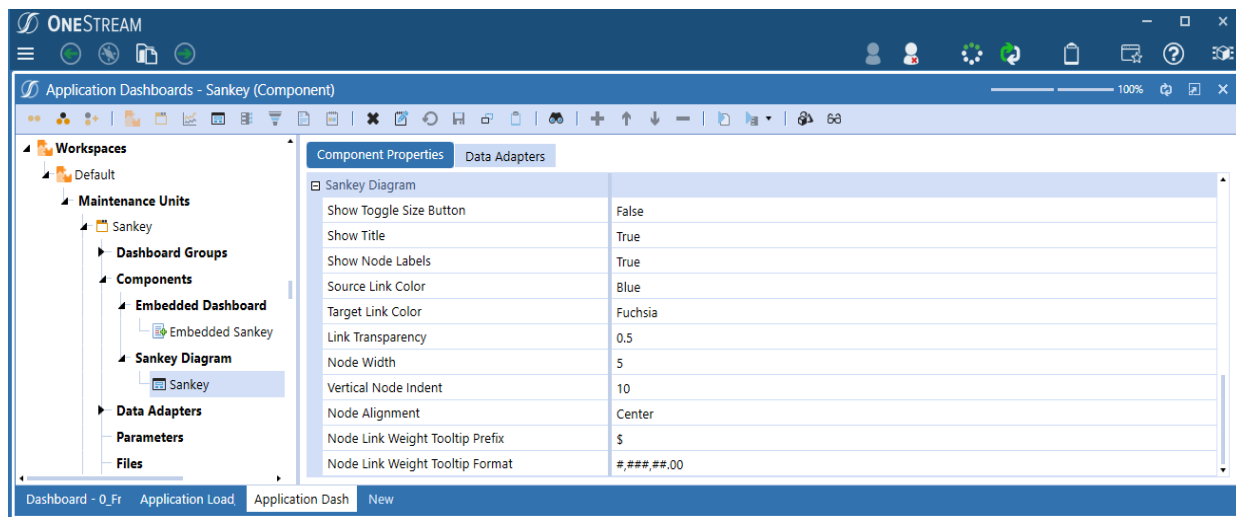 ONESTREAM
Application Dashboards - Sankey (Component)
100%
Workspaces
Default
Maintenance Units
Sankey
Dashboard Groups
Components
Embedded Dashboard
Embedded Sankey
Sankey Diagram
Sankey
Data Adapters
Parameters
Files
Component Properties Data Adapters
Sankey Diagram
Show Toggle Size Button False
Show Title True
Show Node Labels True
Source Link Color Blue
Target Link Color Fuchsia
Link Transparency 0.5
Node Width 5
Vertical Node Indent 10
Node Alignment Center
Node Link Weight Tooltip Prefix $
Node Link Weight Tooltip Format #,###,##.00
Dashboard - 0_Fr Application Load Application Dash New